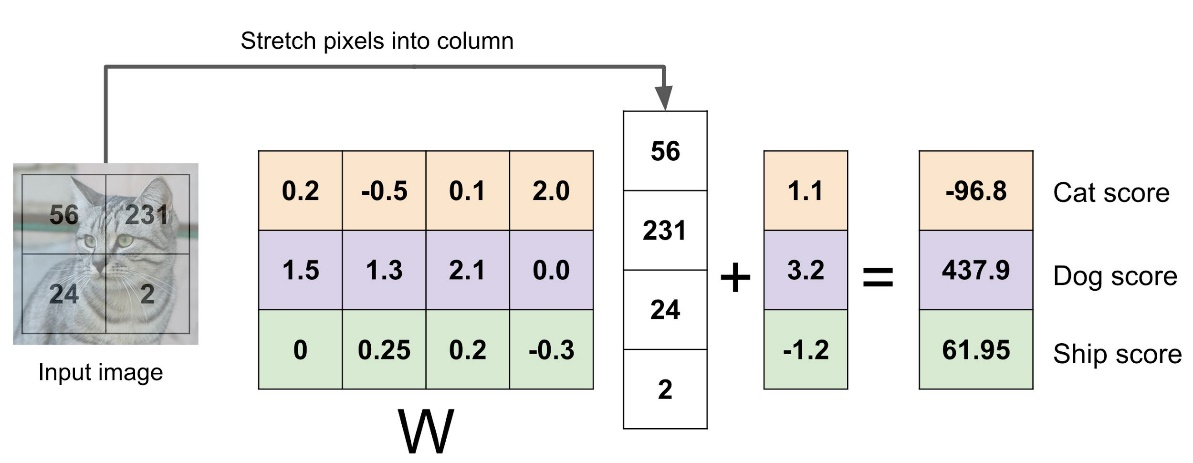 Stretch pixels into column
56 231
24 2
Input image
0.2 -0.5 0.1 2.0
1.5 1.3 2.1 0.0
0 0.25 0.2 -0.3
W
56
231
24
2
+
1.1
3.2
-1.2
=
-96.8 Cat score
437.9 Dog score
61.95 Ship score